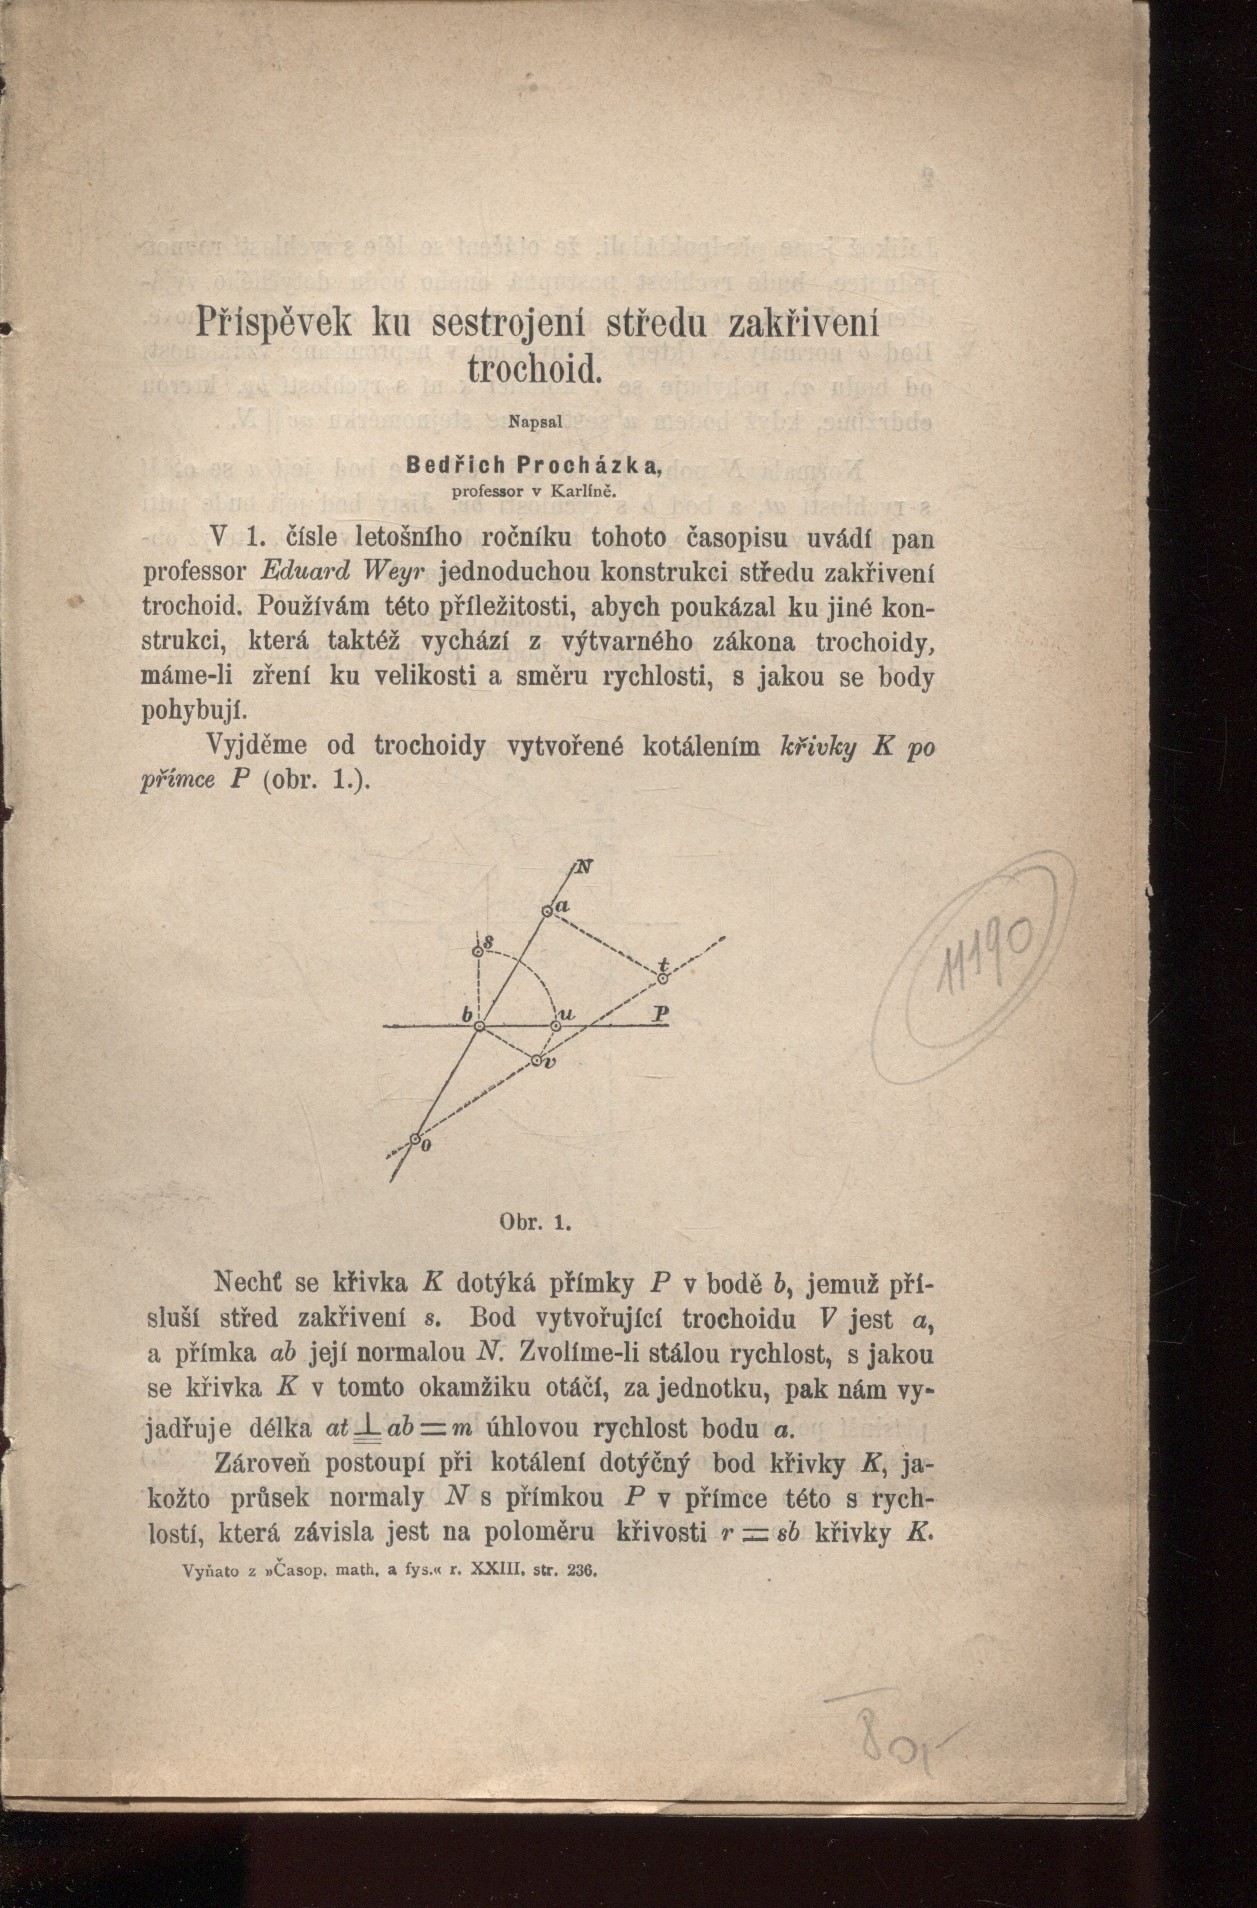 Příspěvek ku sestrojení středu zakřivení
trochoid.
Napsal
Bedřich Procházka,
professor v Karlíně.
V 1. čísle letošního ročníku tohoto časopisu uvádí pan
professor Eduard Weyr jednoduchou konstrukci středu zakřivení
trochoid. Používám této příležitosti, abych poukázal ku jiné kon-
strukci, která taktéž vychází z výtvarného zákona trochoidy,
máme-li zření ku velikosti a směru rychlosti, s jakou se body
pohybují.
Vyjděme od trochoidy vytvořené kotálením křivky K po
přímce P (obr. 1.).
N
a
s
t
b
u
P
v
o
11190
Obr. 1.
Nechť se křivka K dotýká přímky P v bodě b, jemuž pří-
sluší střed zakřivení s. Bod vytvořující trochoidu V jest a,
a přímka ab její normalou N. Zvolíme-li stálou rychlost, s jakou
se křivka K v tomto okamžiku otáčí, za jednotku, pak nám vy-
jadřuje délka at ⊥ ab = m úhlovou rychlost bodu a.
Zároveň postoupí při kotálení dotýčný bod křivky K, ja-
kožto průsek normaly N s přímkou P v přímce této s rych-
lostí, která závisla jest na poloměru křivosti r = sb křivky K.
Vyňato z »Časop. math. a fys.« r. XXIII, str. 236.
80,-